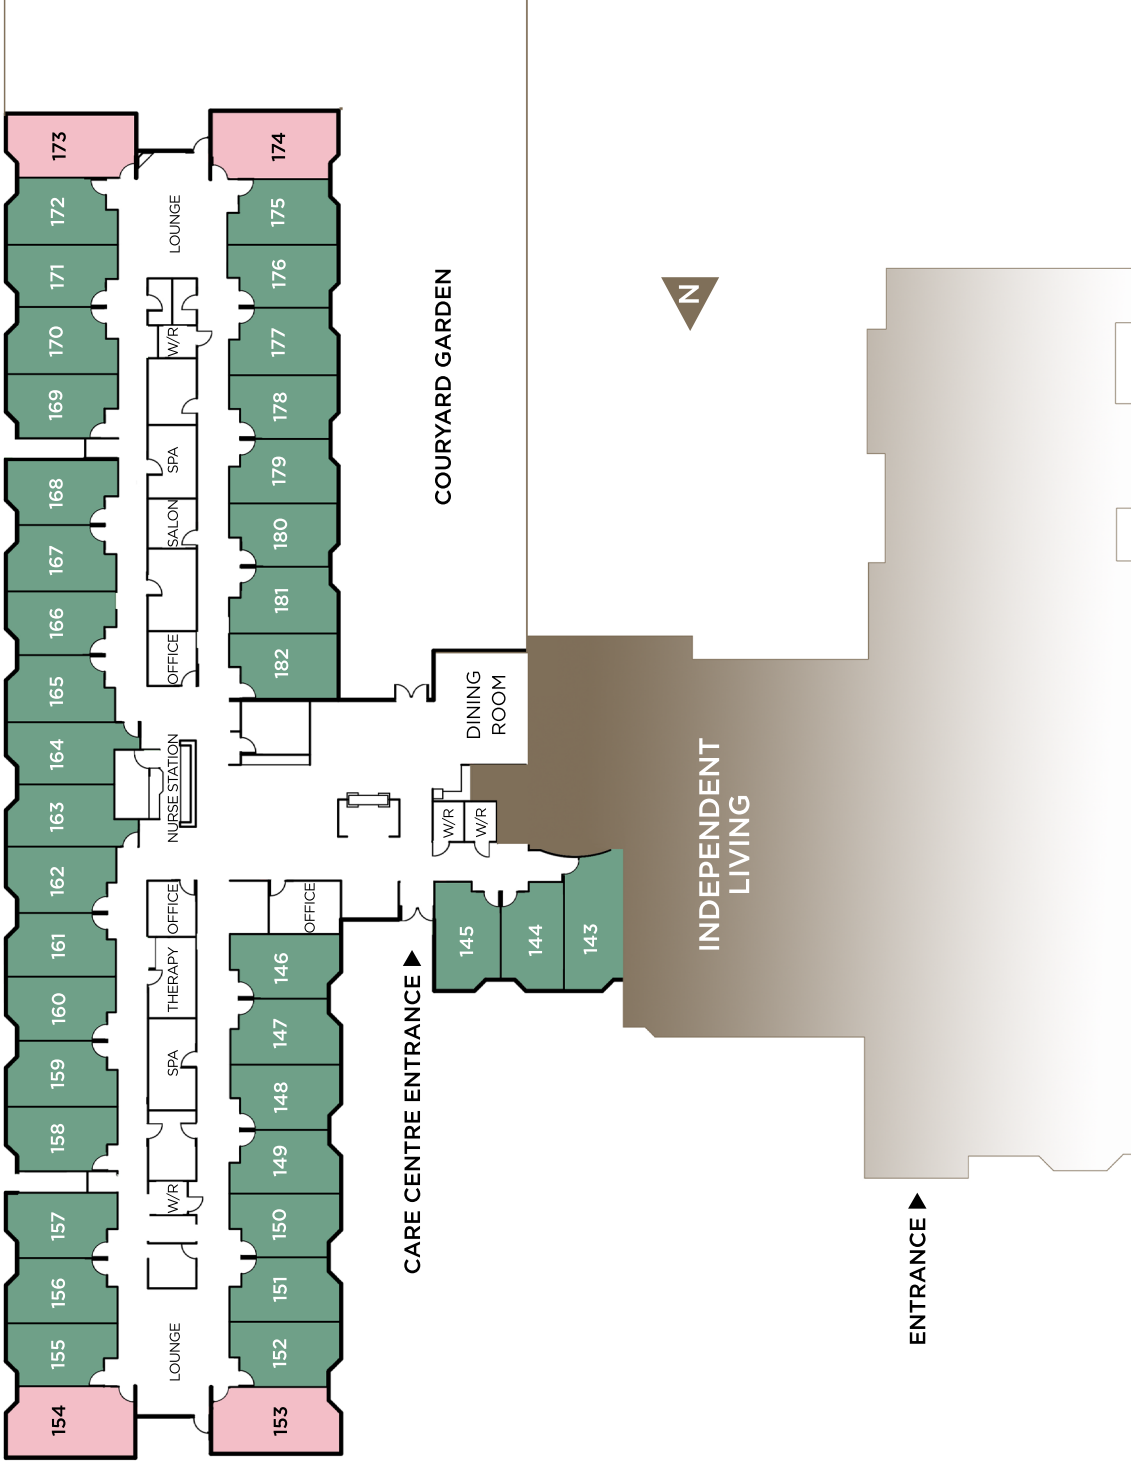 173
172
171
170
169
168
167
166
165
164
163
162
161
160
159
158
157
156
155
154
LOUNGE
W/R
SPA
SALON
OFFICE
NURSE STATION
OFFICE
THERAPY
SPA
W/R
LOUNGE
174
175
176
177
178
179
180
181
182
OFFICE
146
147
148
149
150
151
152
153
COURYARD GARDEN
CARE CENTRE ENTRANCE
DINING
ROOM
W/R
W/R
145
144
143
N
INDEPENDENT
LIVING
ENTRANCE